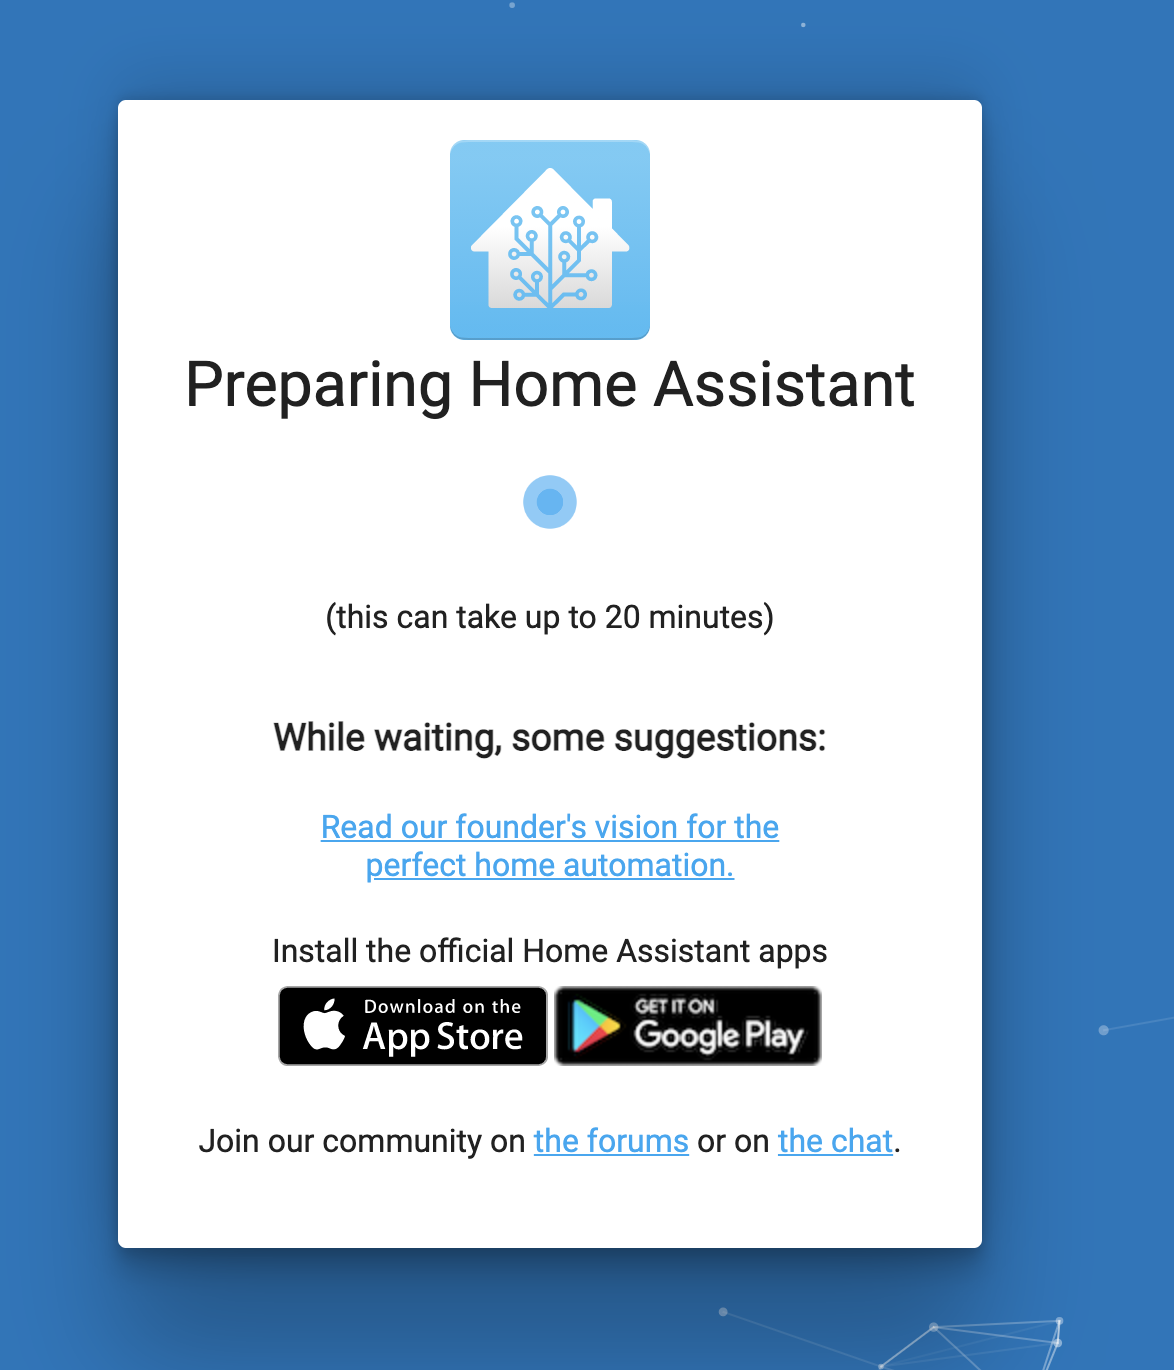 Preparing Home Assistant
(this can take up to 20 minutes)
While waiting, some suggestions:
Read our founder's vision for the
perfect home automation.
Install the official Home Assistant apps
Download on the
App Store
GET IT ON
Google Play
Join our community on the forums or on the chat.